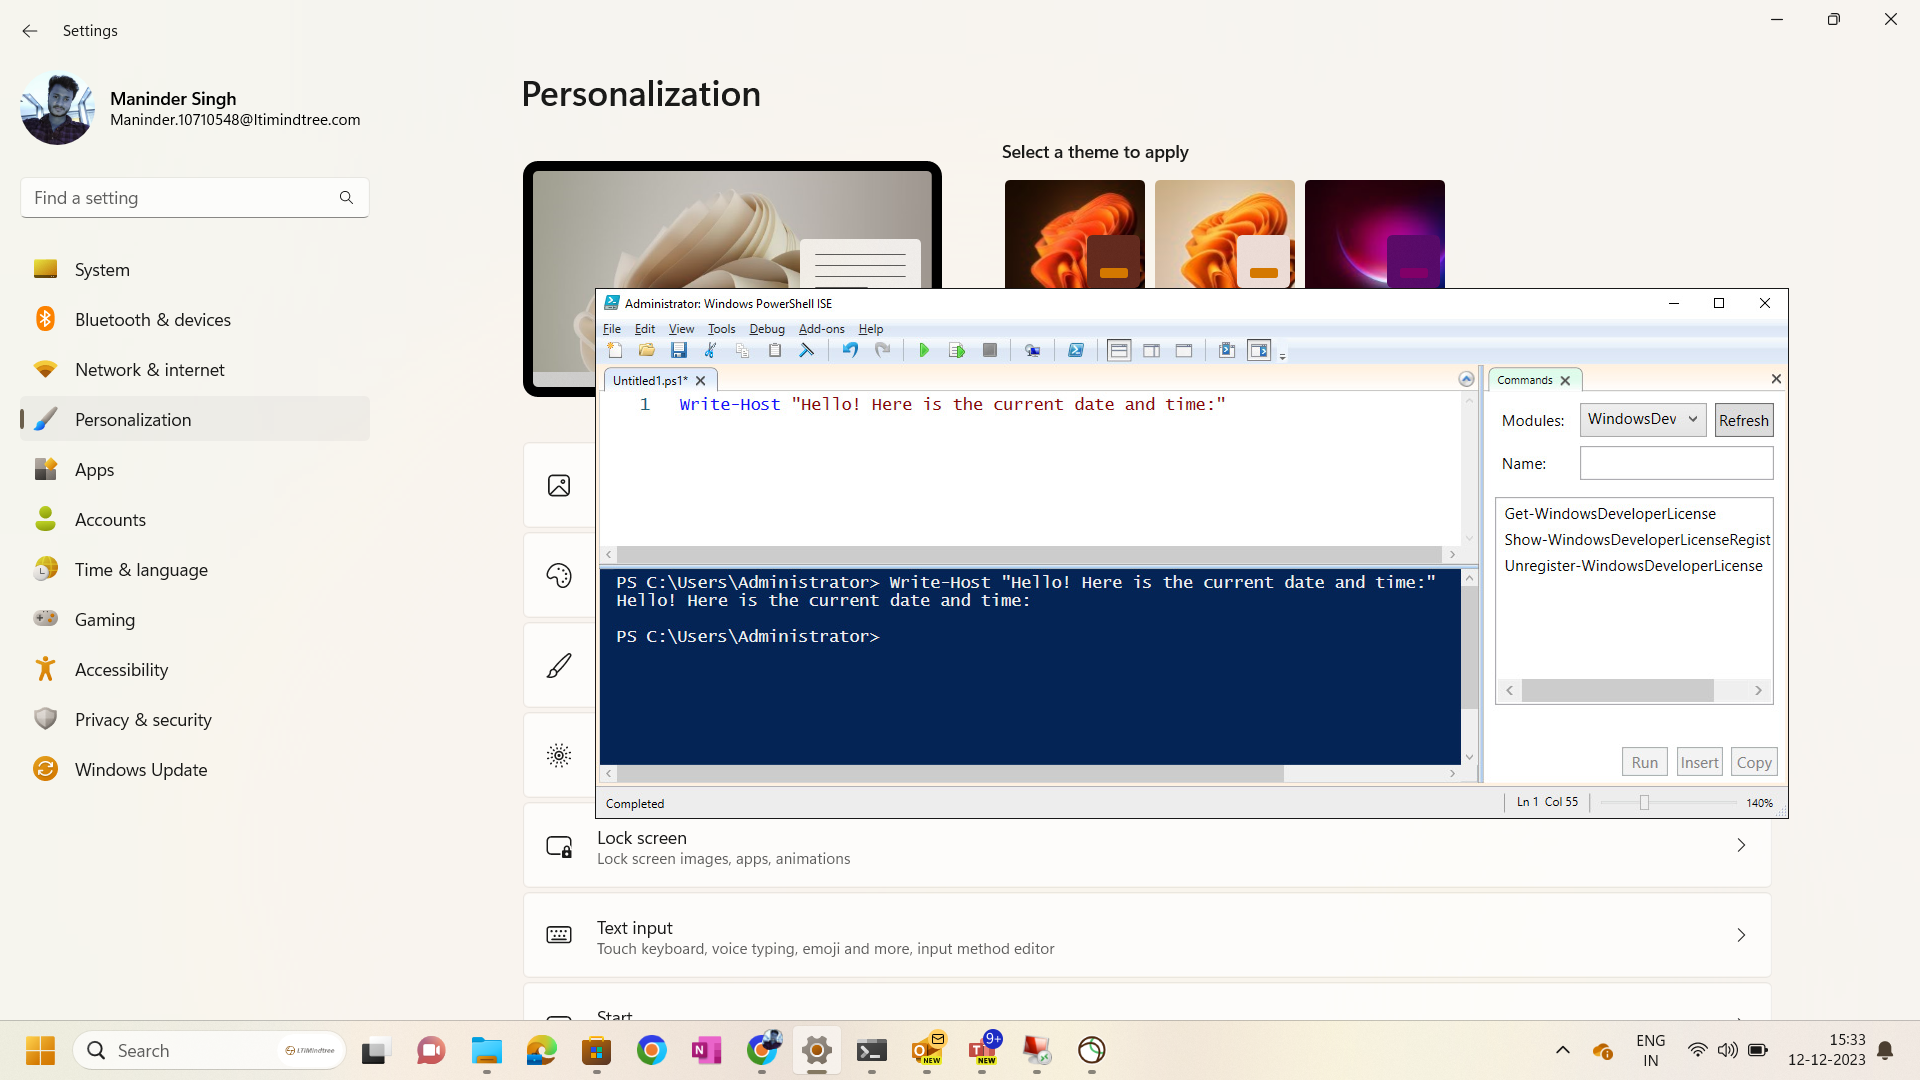 Settings
Maninder Singh
Maninder.10710548@ltimindtree.com
Find a setting
System
Bluetooth & devices
Network & internet
Personalization
Apps
Accounts
Time & language
Gaming
Accessibility
Privacy & security
Windows Update
Personalization
Select a theme to apply
Administrator: Windows PowerShell ISE
File Edit View Tools Debug Add-ons Help
Untitled1.ps1*
1 Write-Host "Hello! Here is the current date and time:"
PS C:\Users\Administrator> Write-Host "Hello! Here is the current date and time:"
Hello! Here is the current date and time:
PS C:\Users\Administrator>
Commands
Modules: WindowsDev Refresh
Name:
Get-WindowsDeveloperLicense
Show-WindowsDeveloperLicenseRegist
Unregister-WindowsDeveloperLicense
Run Insert Copy
Completed
Ln 1 Col 55
140%
Lock screen
Lock screen images, apps, animations
Text input
Touch keyboard, voice typing, emoji and more, input method editor
Start
Search
LTIMindtree
NEW
9+
NEW
ENG
IN
15:33
12-12-2023